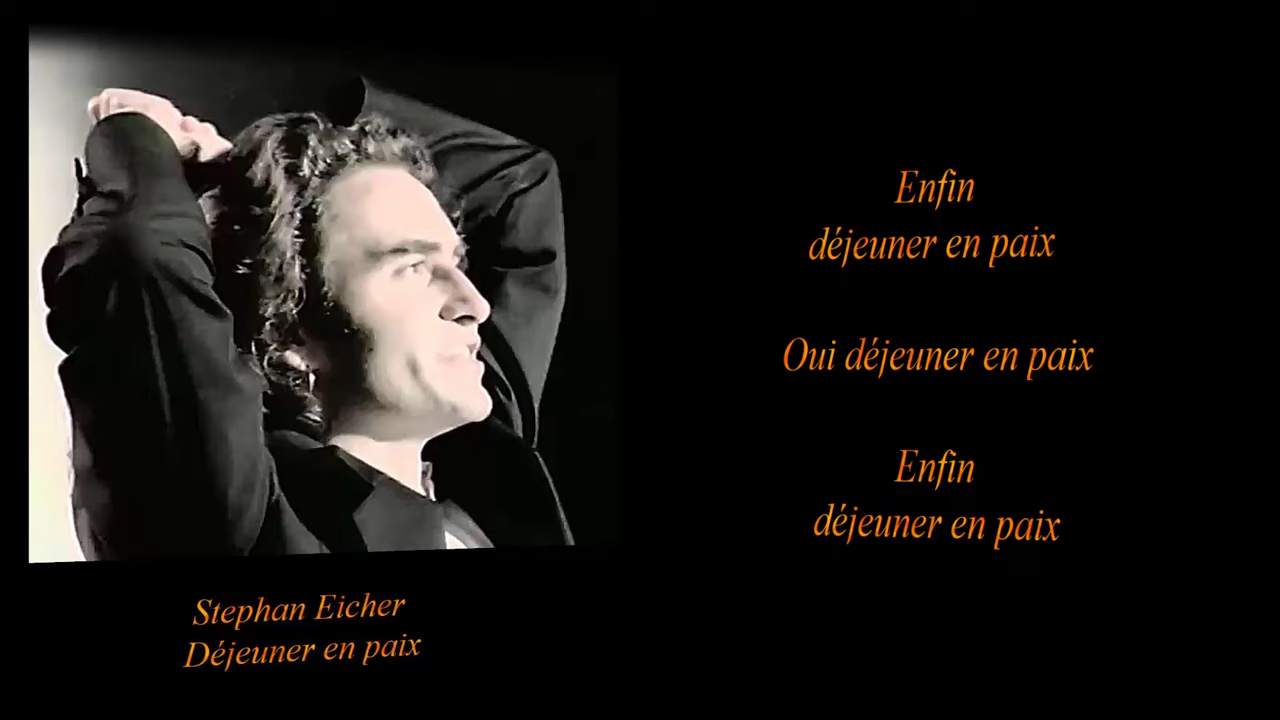 Enfin
déjeuner en paix
Oui déjeuner en paix
Enfin
déjeuner en paix
Stephan Eicher
Déjeuner en paix